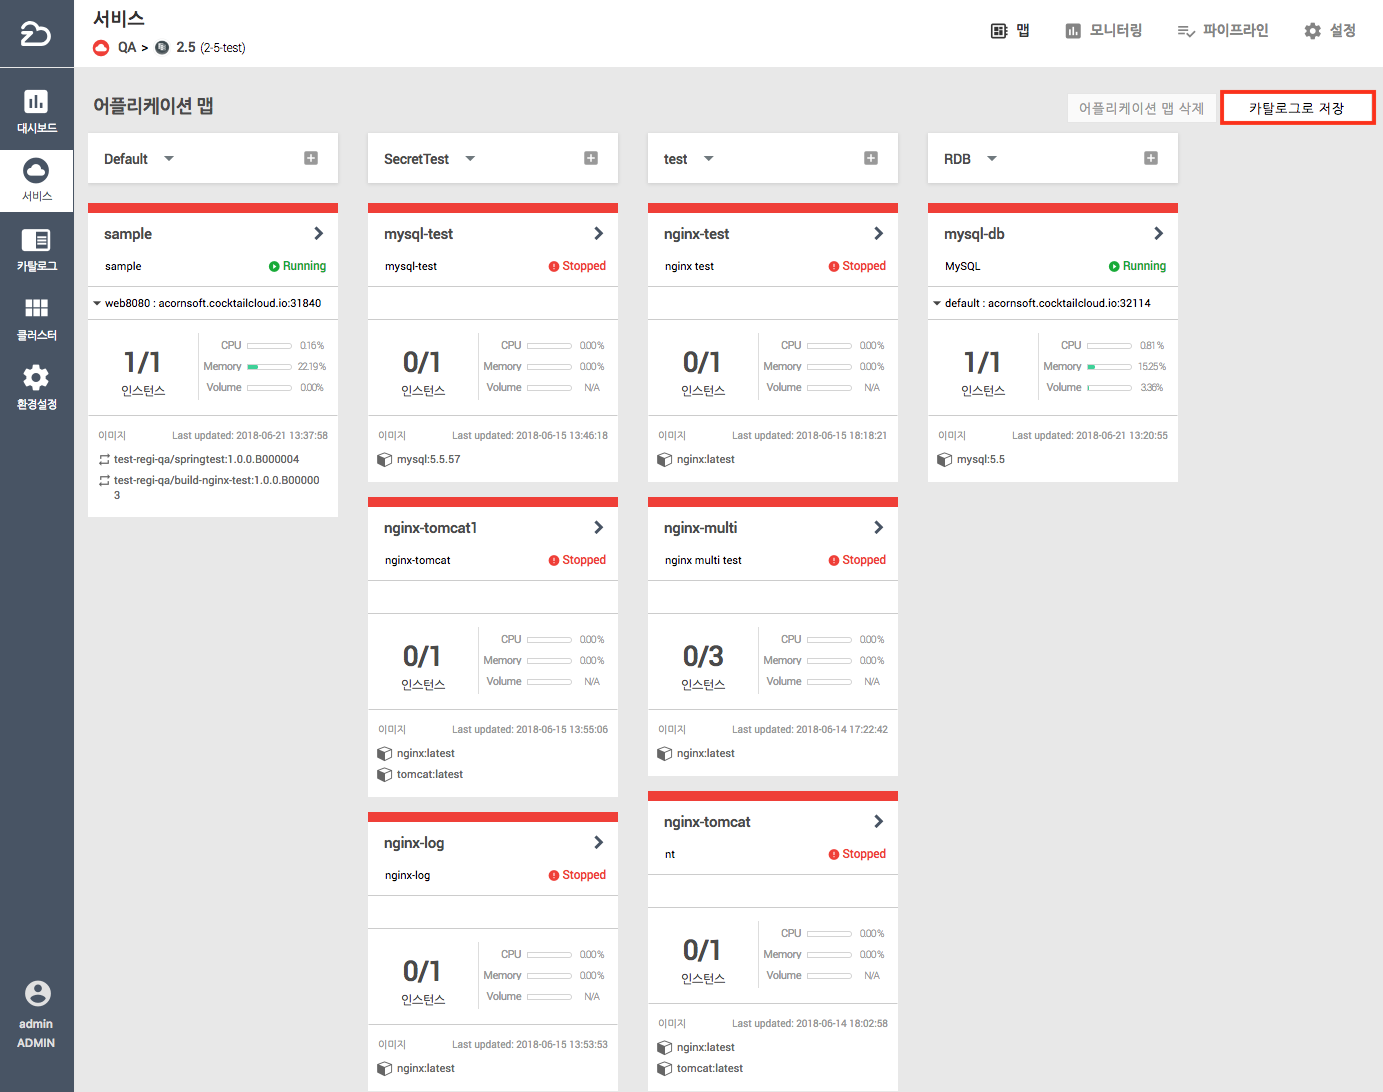 서비스
QA > 2.5 (2-5-test)
맵
모니터링
파이프라인
설정
대시보드
서비스
카탈로그
클러스터
환경설정
admin
ADMIN
어플리케이션 맵
어플리케이션 맵 삭제
카탈로그로 저장
Default
sample
sample
Running
web8080 : acornsoft.cocktailcloud.io:31840
1/1
인스턴스
CPU 0.16%
Memory 22.19%
Volume 0.00%
이미지 Last updated: 2018-06-21 13:37:58
test-regi-qa/springtest:1.0.0.B000004
test-regi-qa/build-nginx-test:1.0.0.B00000
3
SecretTest
mysql-test
mysql-test
Stopped
0/1
인스턴스
CPU 0.00%
Memory 0.00%
Volume N/A
이미지 Last updated: 2018-06-15 13:46:18
mysql:5.5.57
nginx-tomcat1
nginx-tomcat
Stopped
0/1
인스턴스
CPU 0.00%
Memory 0.00%
Volume N/A
이미지 Last updated: 2018-06-15 13:55:06
nginx:latest
tomcat:latest
nginx-log
nginx-log
Stopped
0/1
인스턴스
CPU 0.00%
Memory 0.00%
Volume N/A
이미지 Last updated: 2018-06-15 13:53:53
nginx:latest
test
nginx-test
nginx test
Stopped
0/1
인스턴스
CPU 0.00%
Memory 0.00%
Volume N/A
이미지 Last updated: 2018-06-15 18:18:21
nginx:latest
nginx-multi
nginx multi test
Stopped
0/3
인스턴스
CPU 0.00%
Memory 0.00%
Volume N/A
이미지 Last updated: 2018-06-14 17:22:42
nginx:latest
nginx-tomcat
nt
Stopped
0/1
인스턴스
CPU 0.00%
Memory 0.00%
Volume N/A
이미지 Last updated: 2018-06-14 18:02:58
nginx:latest
tomcat:latest
RDB
mysql-db
MySQL
Running
default : acornsoft.cocktailcloud.io:32114
1/1
인스턴스
CPU 0.81%
Memory 15.25%
Volume 3.36%
이미지 Last updated: 2018-06-21 13:20:55
mysql:5.5